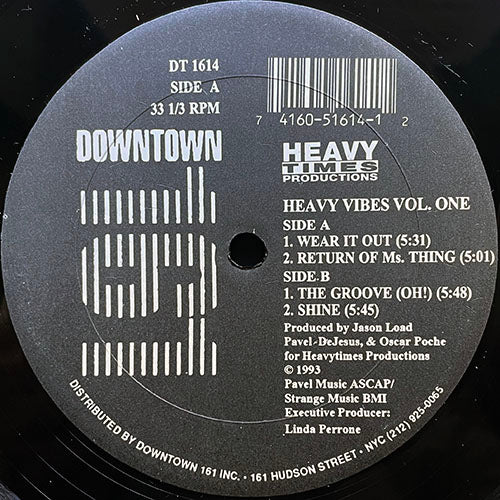 DT 1614
SIDE A
33 1/3 RPM
7 4160-51614-1 2
DOWNTOWN
161
HEAVY
TIMES
PRODUCTIONS
HEAVY VIBES VOL. ONE
SIDE A
1. WEAR IT OUT (5:31)
2. RETURN OF Ms. THING (5:01)
SIDE B
1. THE GROOVE (OH!) (5:48)
2. SHINE (5:45)
Produced by Jason Load
Pavel DeJesus, & Oscar Poche
for Heavytimes Productions
© 1993
Pavel Music ASCAP/
Strange Music BMI
Executive Producer:
Linda Perrone
DISTRIBUTED BY DOWNTOWN 161 INC. • 161 HUDSON STREET • NYC (212) 925-0065